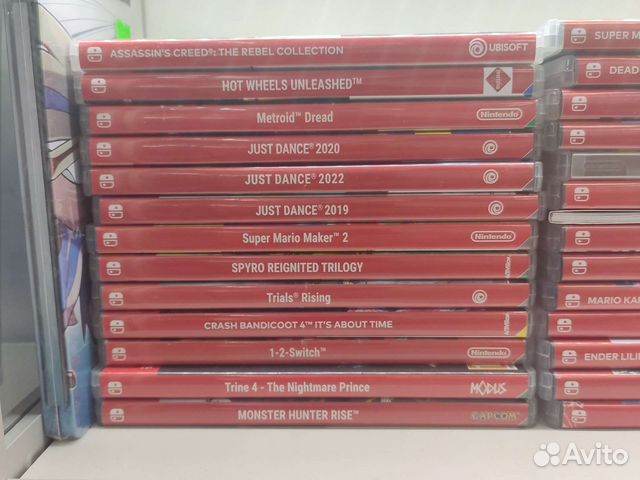 ASSASSIN'S CREED®: THE REBEL COLLECTION UBISOFT
HOT WHEELS UNLEASHED™
Metroid™ Dread Nintendo
JUST DANCE® 2020
JUST DANCE® 2022
JUST DANCE® 2019
Super Mario Maker™ 2 Nintendo
SPYRO REIGNITED TRILOGY ACTIVISION
Trials® Rising
CRASH BANDICOOT 4™ IT'S ABOUT TIME ACTIVISION
1-2-Switch™ Nintendo
Trine 4 - The Nightmare Prince MODUS
MONSTER HUNTER RISE™ CAPCOM
SUPER M
DEAD
MARIO KAR
ENDER LILI
Avito